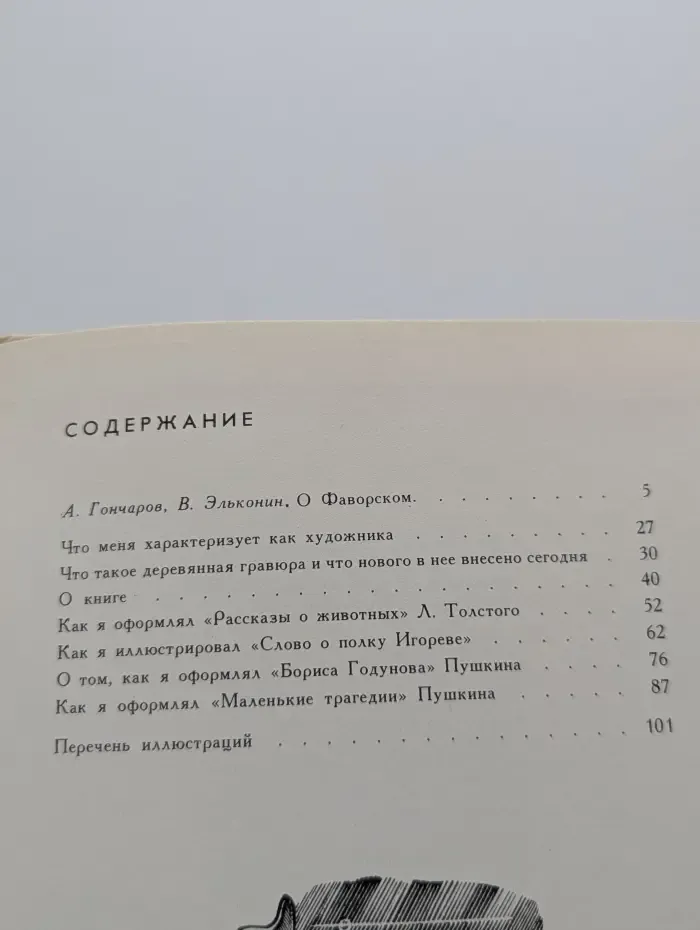 СОДЕРЖАНИЕ
А. Гончаров, В. Эльконин, О Фаворском. . . . . . . . . 5
Что меня характеризует как художника . . . . . . . . 27
Что такое деревянная гравюра и что нового в нее внесено сегодня . 30
О книге . . . . . . . . . . . . . . . . . 40
Как я оформлял «Рассказы о животных» Л. Толстого . . . . 52
Как я иллюстрировал «Слово о полку Игореве» . . . . . . 62
О том, как я оформлял «Бориса Годунова» Пушкина . . . . 76
Как я оформлял «Маленькие трагедии» Пушкина . . . . . 87
Перечень иллюстраций . . . . . . . . . . . . . 101